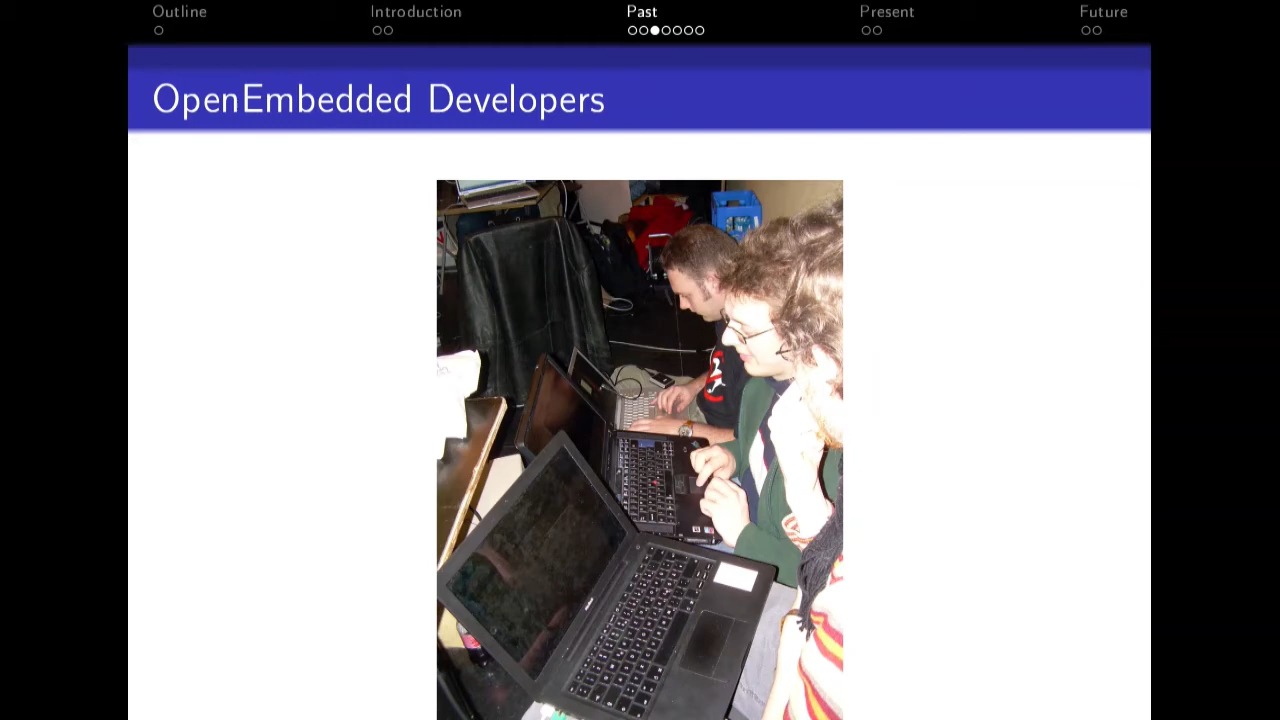 Outline
Introduction
Past
Present
Future
OpenEmbedded Developers